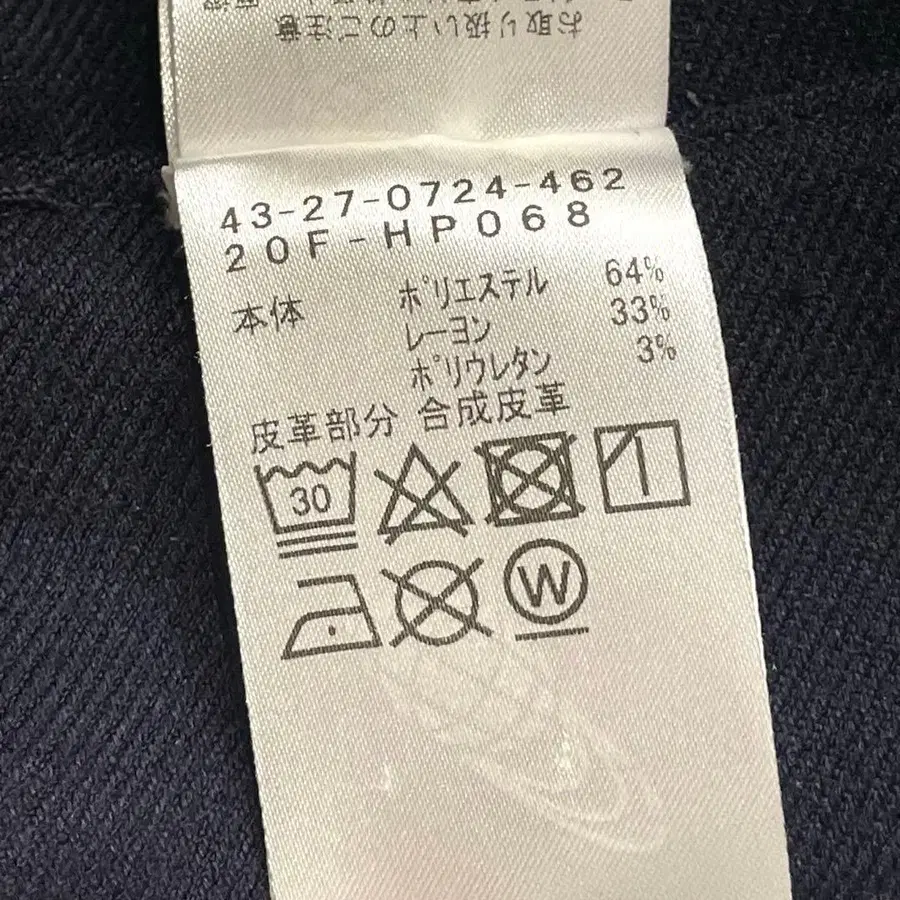 お取り扱い上のご注意
43-27-0724-462
20F-HP068
本体 ポリエステル 64%
レーヨン 33%
ポリウレタン 3%
皮革部分 合成皮革
30
W